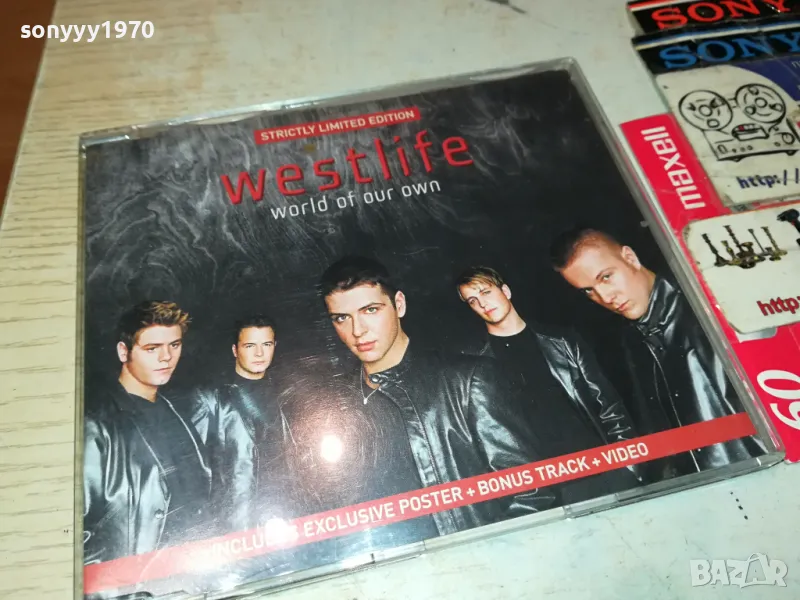 sonyyy1970
STRICTLY LIMITED EDITION
westlife
world of our own
EXCLUSIVE POSTER + BONUS TRACK + VIDEO
SONY
SONY
maxell
http://
http:
60
BAZAR